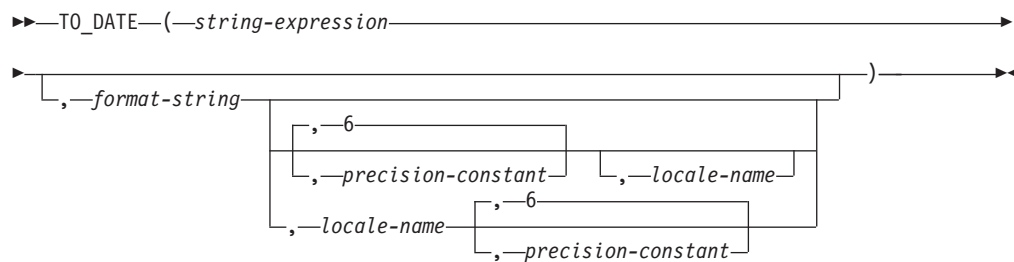 TO_DATE ( string-expression
)
, format-string
, 6
, precision-constant , locale-name
, 6
, locale-name
, precision-constant